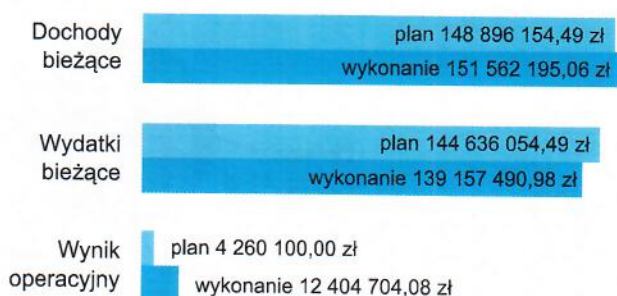 Dochody
bieżące
plan 148 896 154,49 zł
wykonanie 151 562 195,06 zł
Wydatki
bieżące
plan 144 636 054,49 zł
wykonanie 139 157 490,98 zł
Wynik
operacyjny
plan 4 260 100,00 zł
wykonanie 12 404 704,08 zł